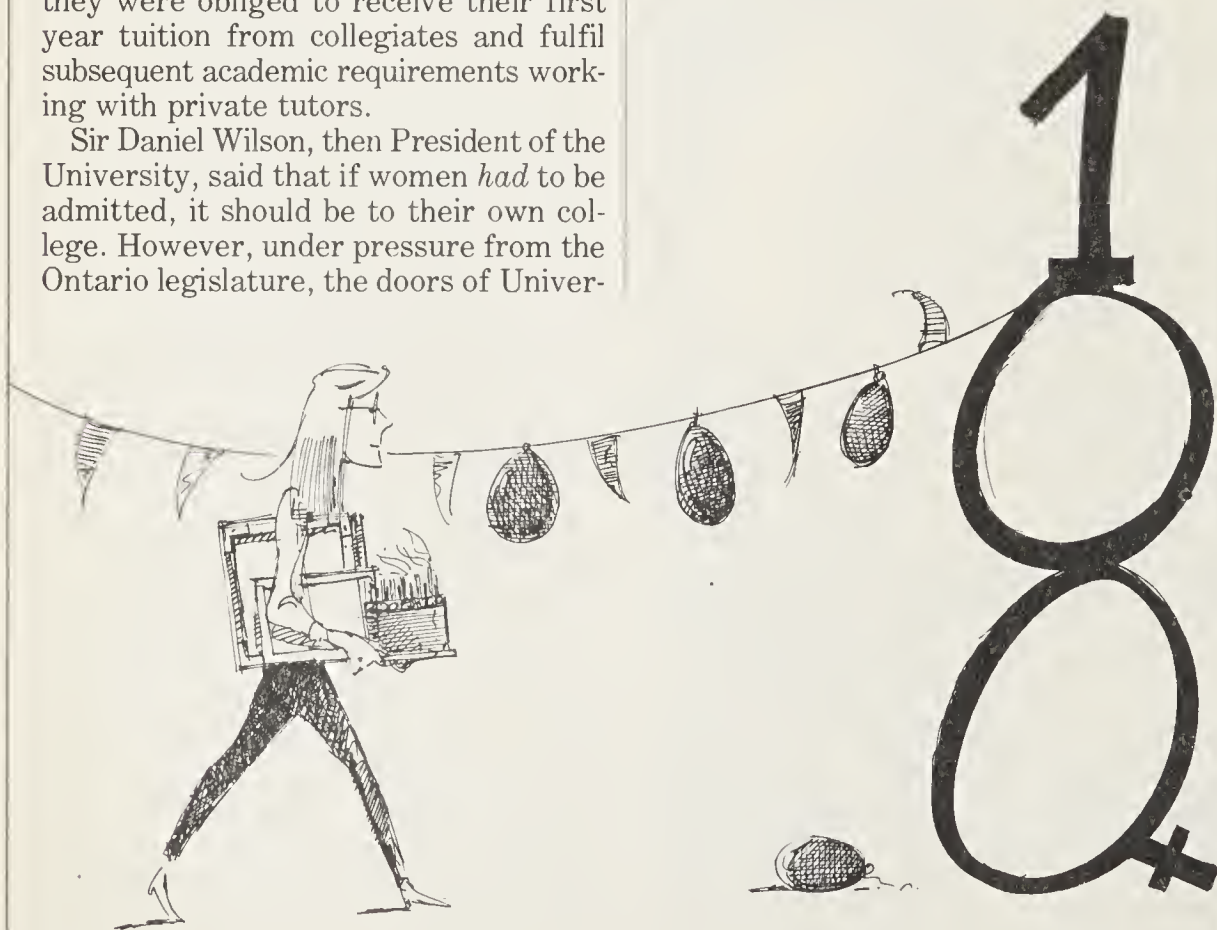 they were obliged to receive their first
year tuition from collegiates and fulfil
subsequent academic requirements work-
ing with private tutors.
Sir Daniel Wilson, then President of the
University, said that if women had to be
admitted, it should be to their own col-
lege. However, under pressure from the
Ontario legislature, the doors of Univer-
1
8